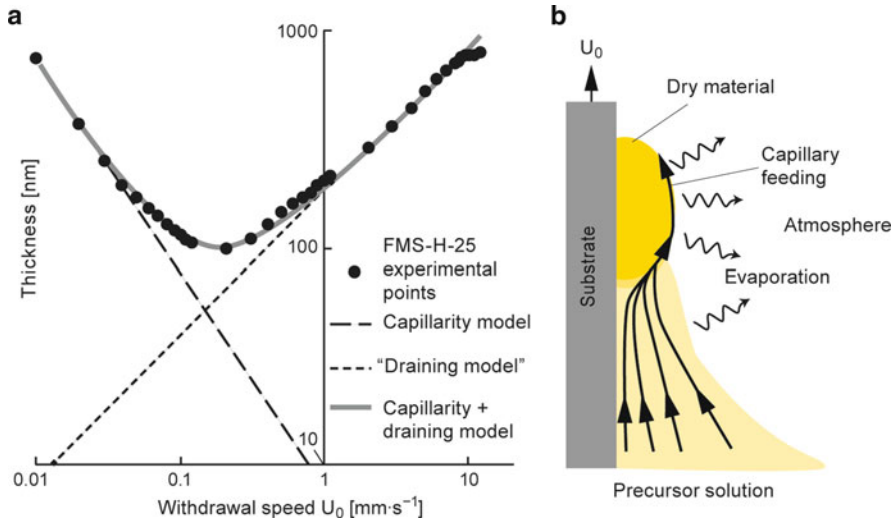 a
1000
Thickness [nm]
100
FMS-H-25
experimental
points
Capillarity model
“Draining model”
Capillarity +
draining model
10
0.01
0.1
1
10
Withdrawal speed U0 [mm·s−1]
b
U0
Dry material
Capillary
feeding
Atmosphere
Evaporation
Substrate
Precursor solution